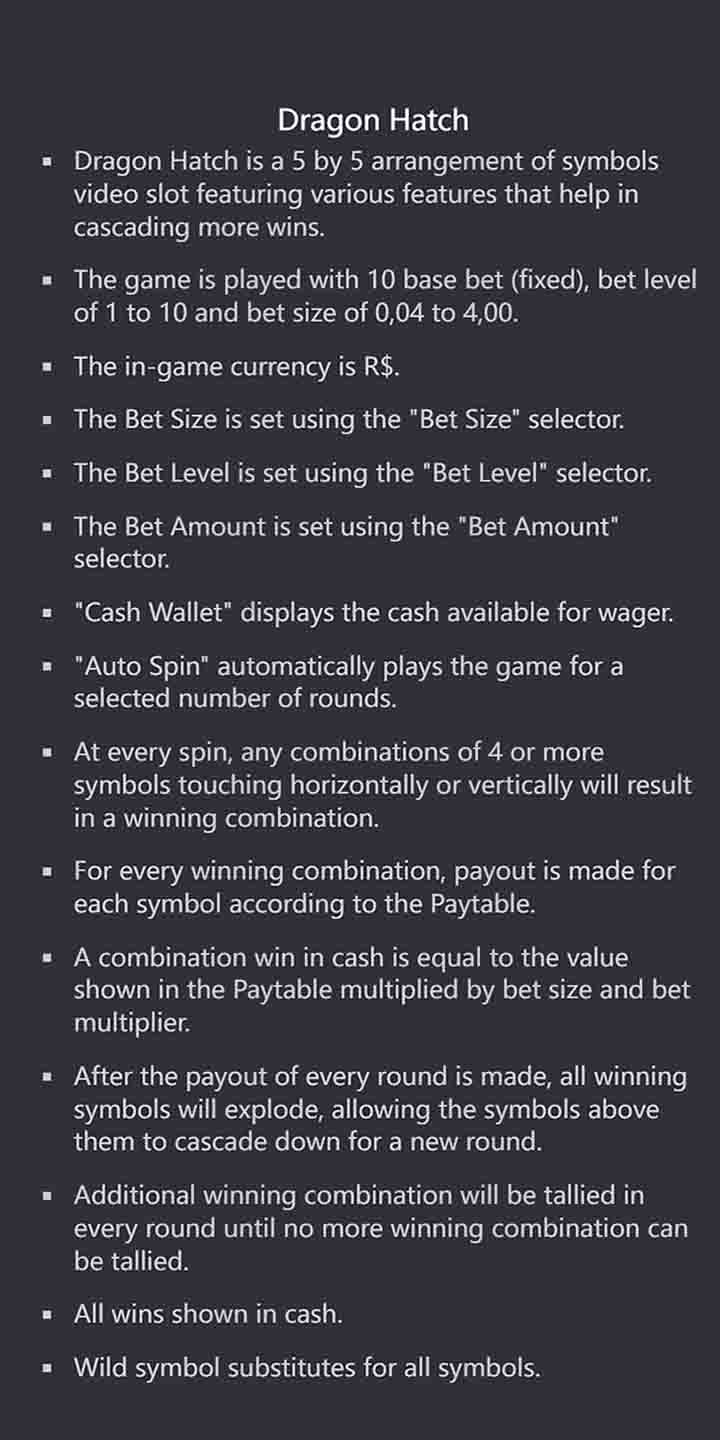 Dragon Hatch
▪ Dragon Hatch is a 5 by 5 arrangement of symbols
video slot featuring various features that help in
cascading more wins.
▪ The game is played with 10 base bet (fixed), bet level
of 1 to 10 and bet size of 0,04 to 4,00.
▪ The in-game currency is R$.
▪ The Bet Size is set using the "Bet Size" selector.
▪ The Bet Level is set using the "Bet Level" selector.
▪ The Bet Amount is set using the "Bet Amount"
selector.
▪ "Cash Wallet" displays the cash available for wager.
▪ "Auto Spin" automatically plays the game for a
selected number of rounds.
▪ At every spin, any combinations of 4 or more
symbols touching horizontally or vertically will result
in a winning combination.
▪ For every winning combination, payout is made for
each symbol according to the Paytable.
▪ A combination win in cash is equal to the value
shown in the Paytable multiplied by bet size and bet
multiplier.
▪ After the payout of every round is made, all winning
symbols will explode, allowing the symbols above
them to cascade down for a new round.
▪ Additional winning combination will be tallied in
every round until no more winning combination can
be tallied.
▪ All wins shown in cash.
▪ Wild symbol substitutes for all symbols.